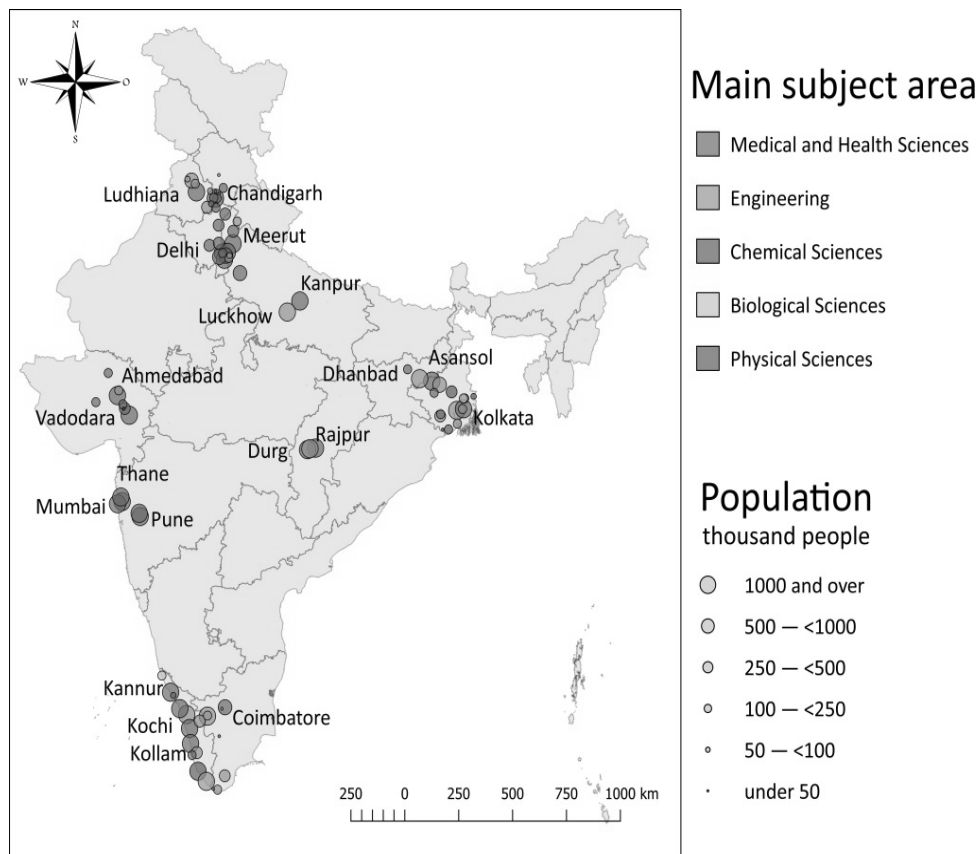 N
W
O
S
Ludhiana
Chandigarh
Delhi
Meerut
Kanpur
Luckhow
Ahmedabad
Vadodara
Dhanbad
Asansol
Kolkata
Durg
Rajpur
Thane
Mumbai
Pune
Kannur
Kochi
Coimbatore
Kollam
250 0 250 500 750 1000 km
Main subject area
Medical and Health Sciences
Engineering
Chemical Sciences
Biological Sciences
Physical Sciences
Population
thousand people
1000 and over
500 — <1000
250 — <500
100 — <250
50 — <100
under 50